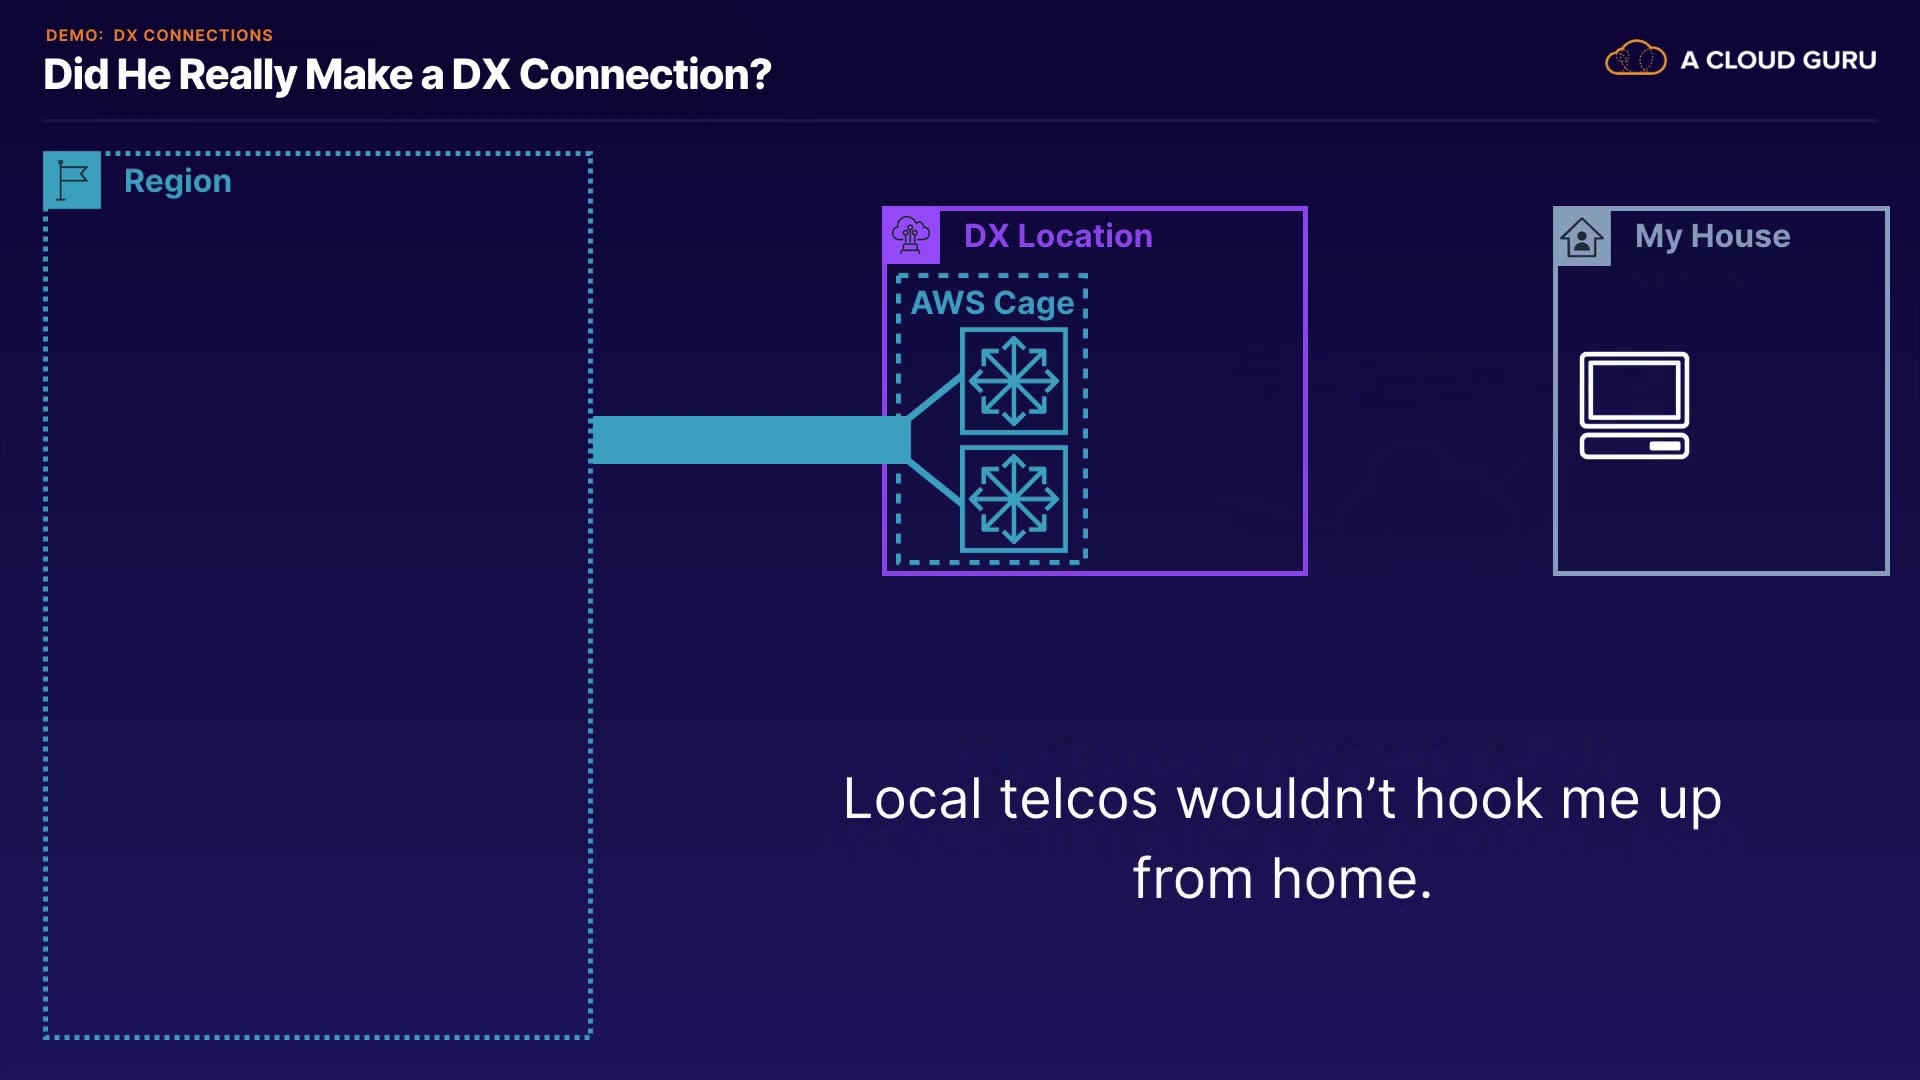 DEMO: DX CONNECTIONS
Did He Really Make a DX Connection?
A CLOUD GURU
Region
DX Location
My House
AWS Cage
Local telcos wouldn’t hook me up
from home.